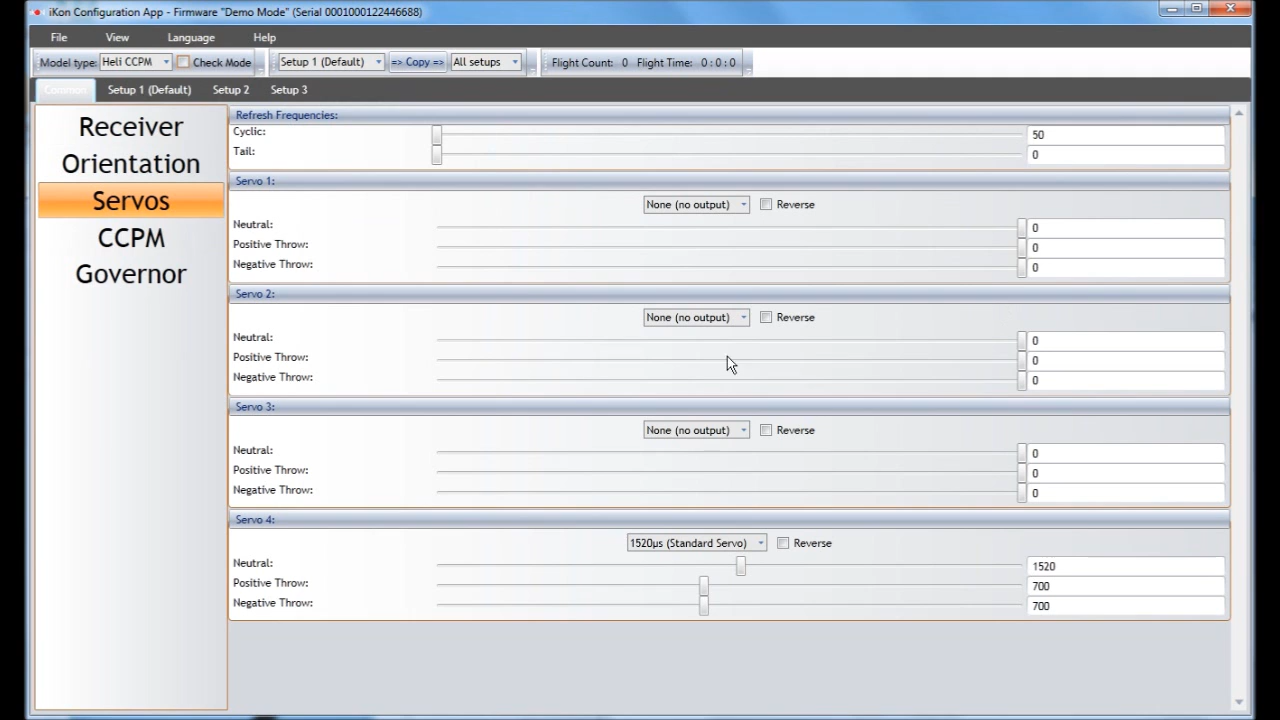 iKon Configuration App - Firmware "Demo Mode" (Serial 0001000122446688)
File View Language Help
Model type: Heli CCPM Check Mode Setup 1 (Default) => Copy => All setups Flight Count: 0 Flight Time: 0 : 0 : 0
Common Setup 1 (Default) Setup 2 Setup 3
Receiver
Orientation
Servos
CCPM
Governor
Refresh Frequencies:
Cyclic: 50
Tail: 0
Servo 1:
None (no output) Reverse
Neutral: 0
Positive Throw: 0
Negative Throw: 0
Servo 2:
None (no output) Reverse
Neutral: 0
Positive Throw: 0
Negative Throw: 0
Servo 3:
None (no output) Reverse
Neutral: 0
Positive Throw: 0
Negative Throw: 0
Servo 4:
1520µs (Standard Servo) Reverse
Neutral: 1520
Positive Throw: 700
Negative Throw: 700